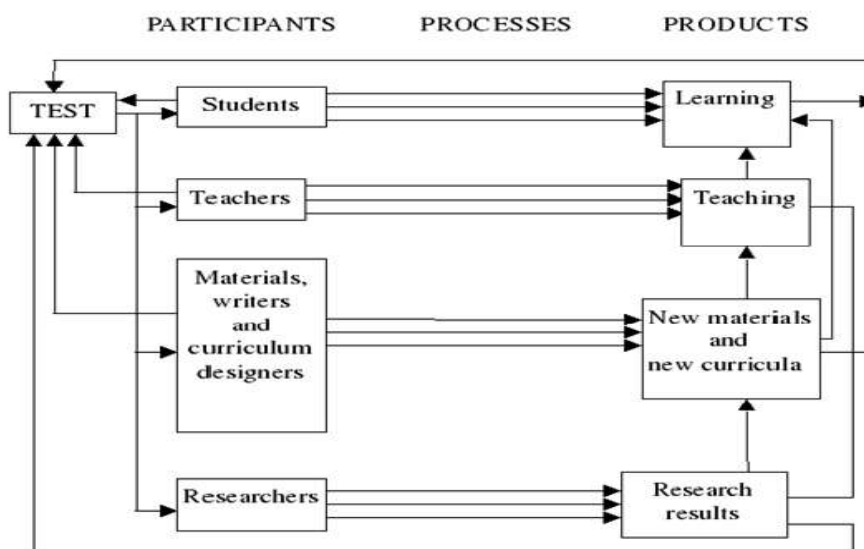 PARTICIPANTS PROCESSES PRODUCTS
TEST
Students
Learning
Teachers
Teaching
Materials,
writers
and
curriculum
designers
New materials
and
new curricula
Researchers
Research
results